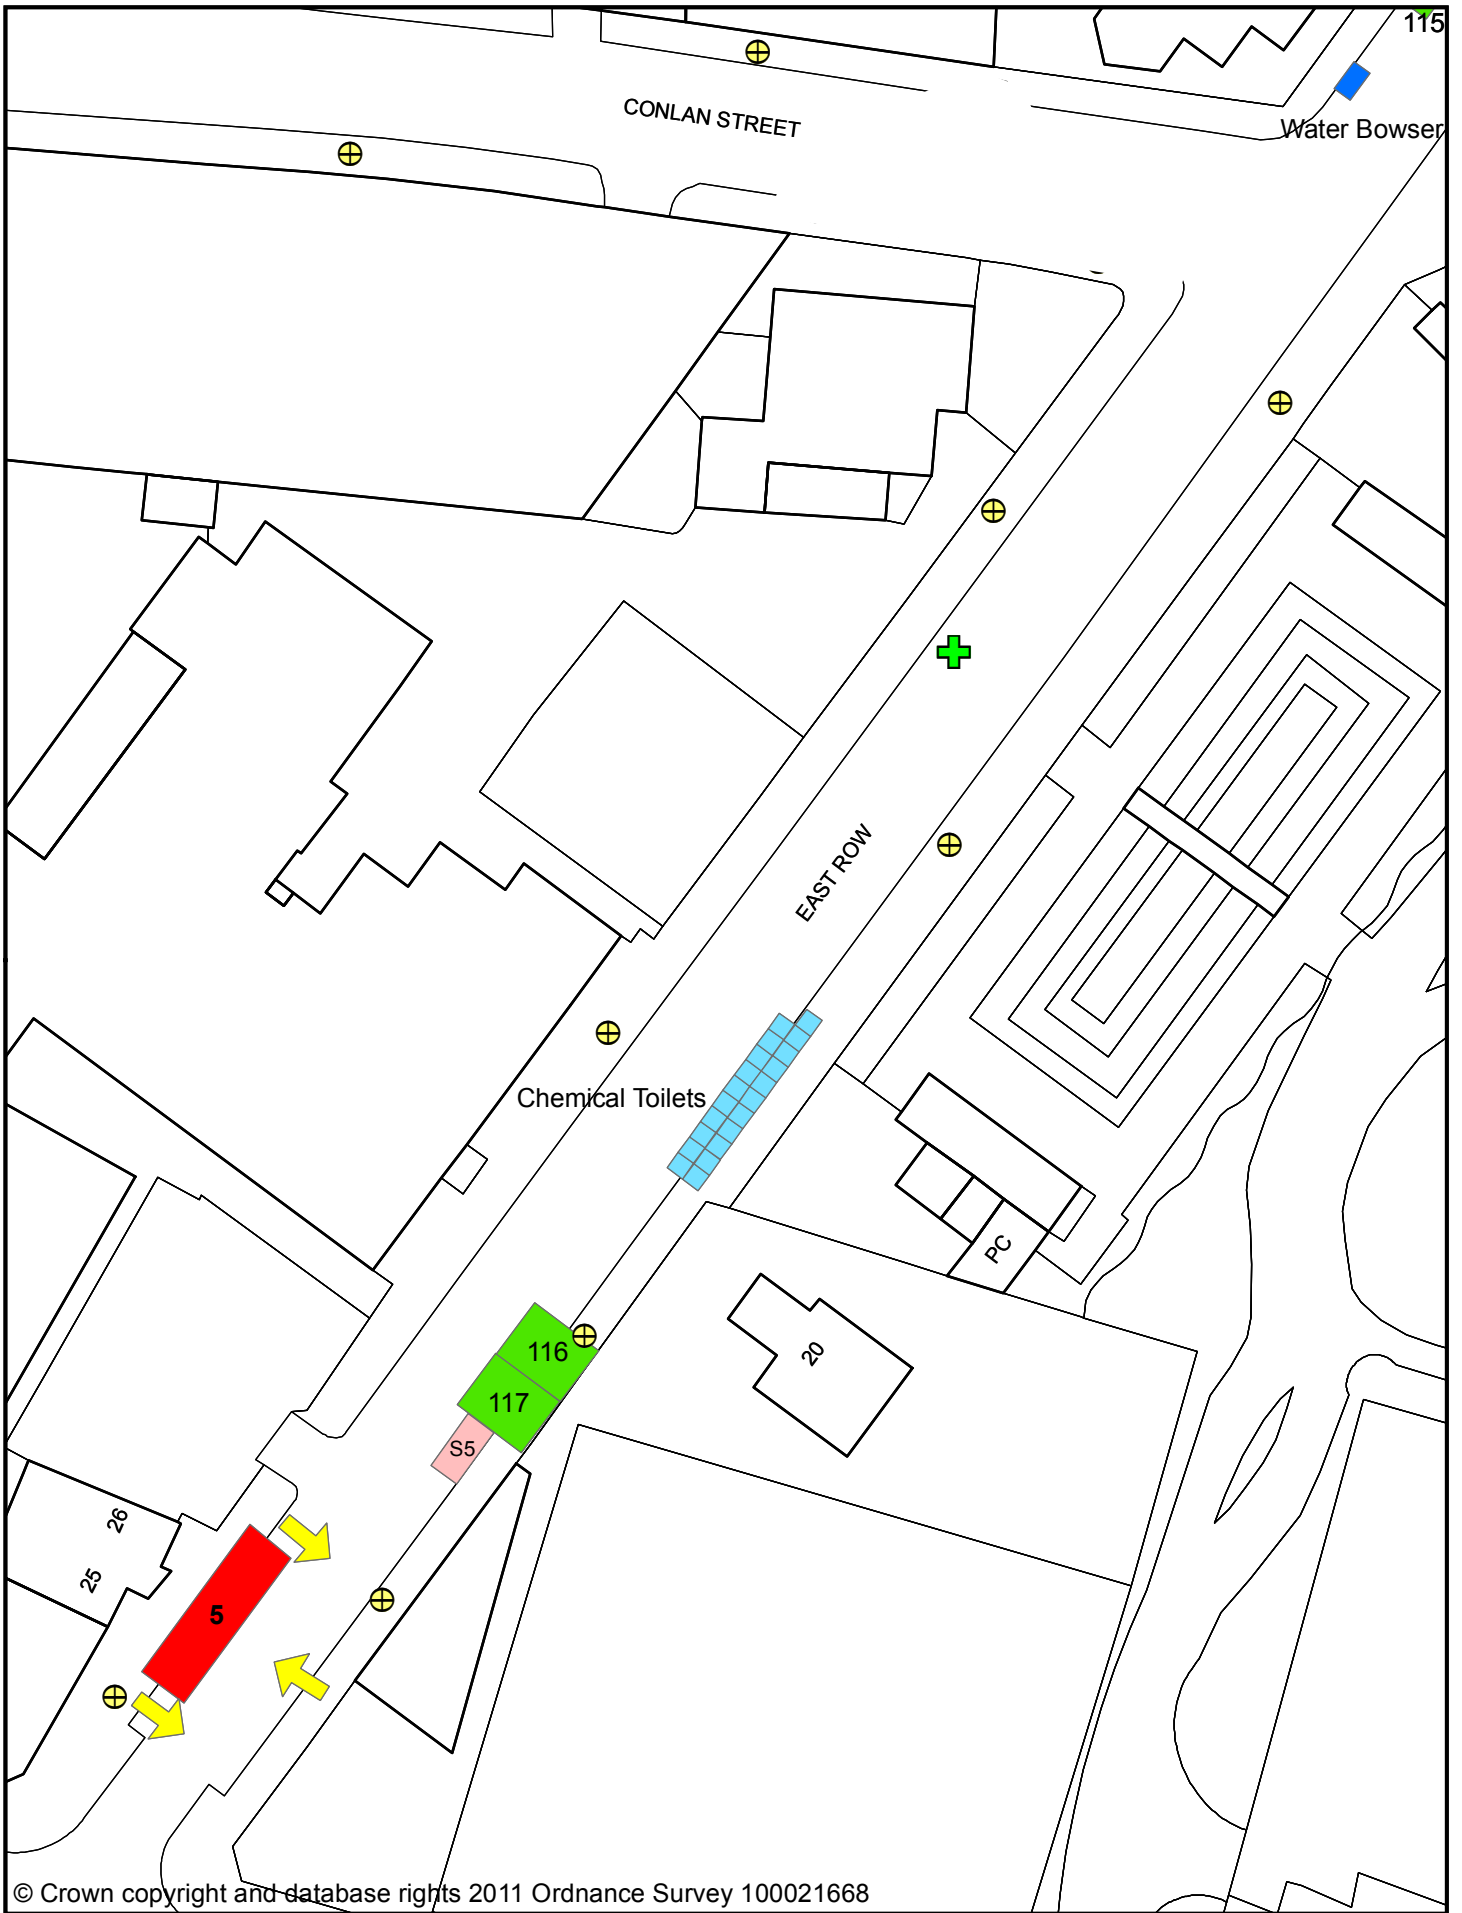 115
CONLAN STREET
Water Bowser
EAST ROW
Chemical Toilets
PC
116
20
117
S5
26
25
5
© Crown copyright and database rights 2011 Ordnance Survey 100021668